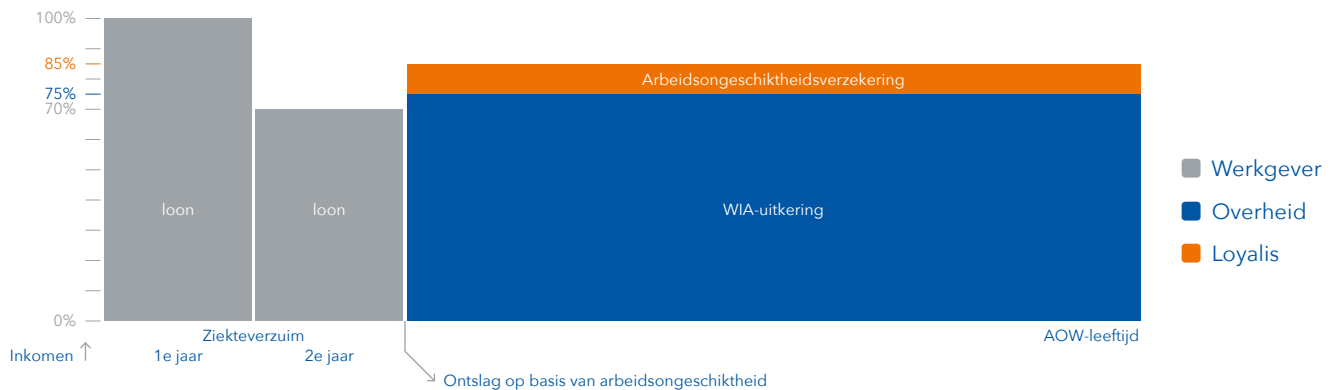 100%
85%
75%
70%
0%
Inkomen
loon
loon
Arbeidsongeschiktheidsverzekering
WIA-uitkering
Ziekteverzuim
1e jaar
2e jaar
AOW-leeftijd
Ontslag op basis van arbeidsongeschiktheid
Werkgever
Overheid
Loyalis